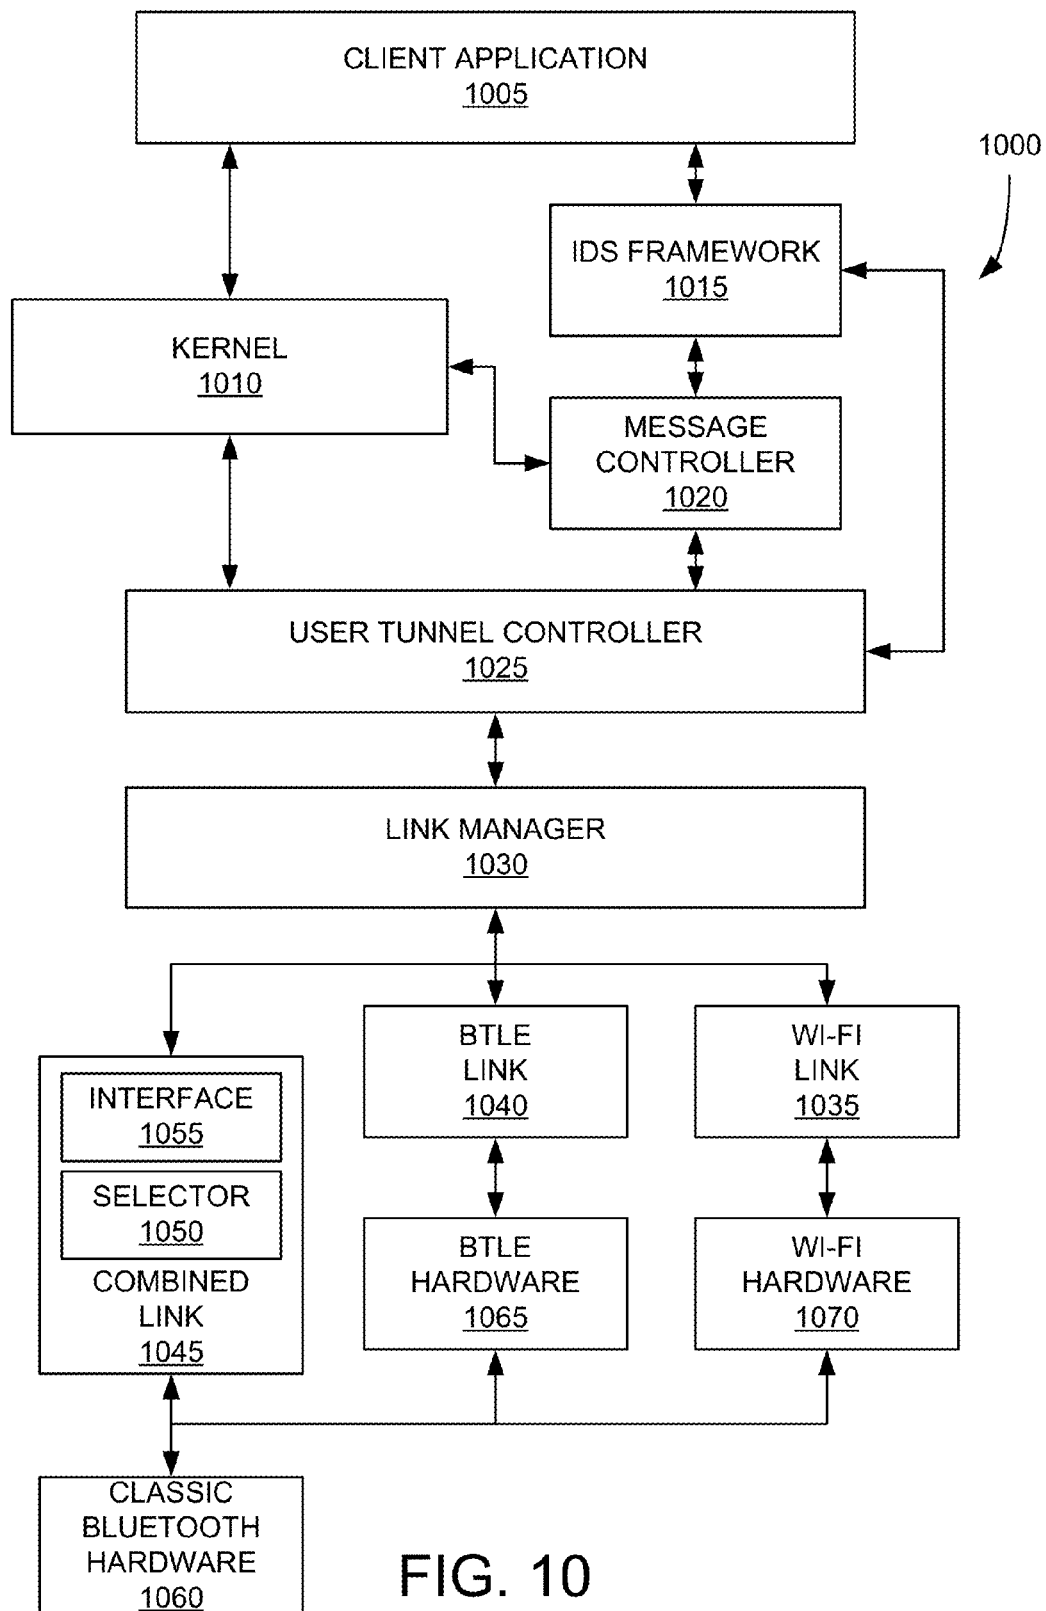 CLIENT APPLICATION
1005
1000
IDS FRAMEWORK
1015
KERNEL
1010
MESSAGE
CONTROLLER
1020
USER TUNNEL CONTROLLER
1025
LINK MANAGER
1030
INTERFACE
1055
SELECTOR
1050
COMBINED
LINK
1045
BTLE
LINK
1040
WI-FI
LINK
1035
BTLE
HARDWARE
1065
WI-FI
HARDWARE
1070
CLASSIC
BLUETOOTH
HARDWARE
1060
FIG. 10